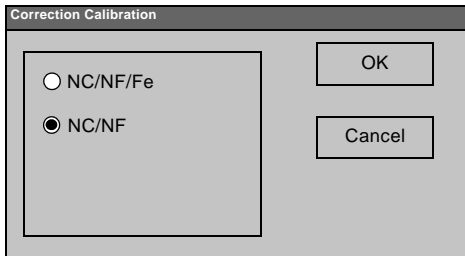 Correction Calibration
NC/NF/Fe
NC/NF
OK
Cancel